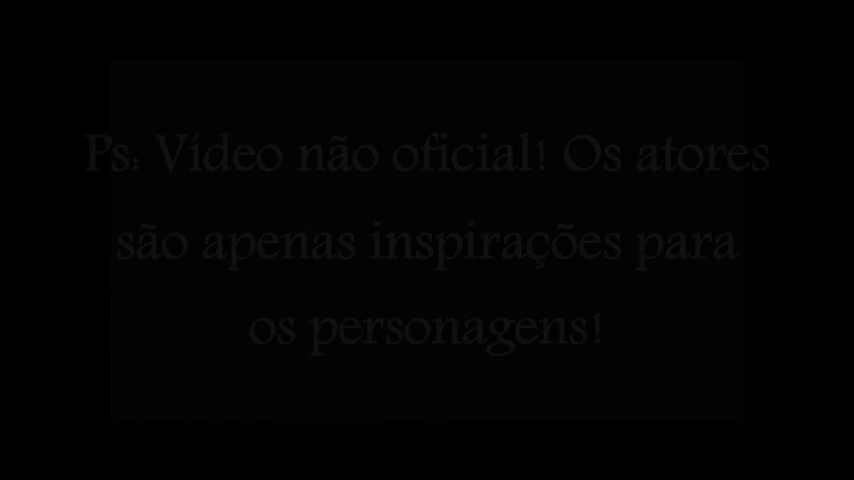 Ps: Vídeo não oficial! Os atores
são apenas inspirações para
os personagens!